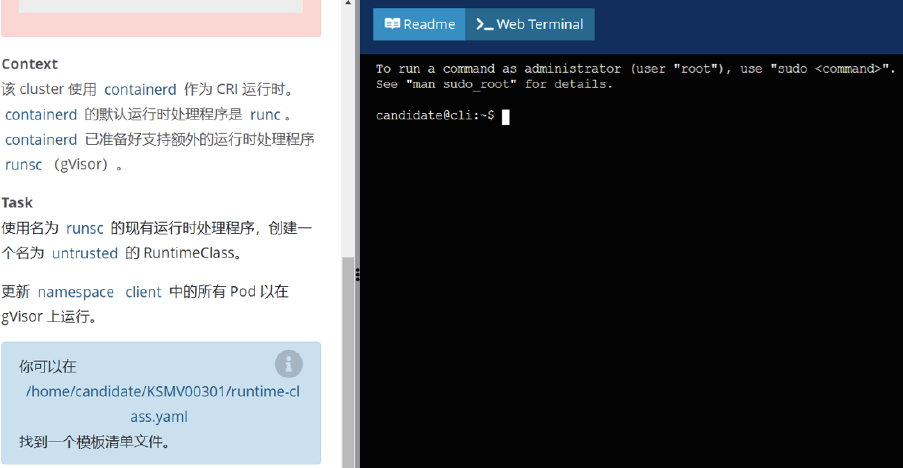 Context
该 cluster 使用 containerd 作为 CRI 运行时。
containerd 的默认运行时处理程序是 runc 。
containerd 已准备好支持额外的运行时处理程序
runsc （gVisor）。
Task
使用名为 runsc 的现有运行时处理程序，创建一
个名为 untrusted 的 RuntimeClass。
更新 namespace client 中的所有 Pod 以在
gVisor 上运行。
你可以在
/home/candidate/KSMV00301/runtime-cl
ass.yaml
找到一个模板清单文件。
Readme
Web Terminal
To run a command as administrator (user "root"), use "sudo <command>".
See "man sudo_root" for details.
candidate@cli:~$